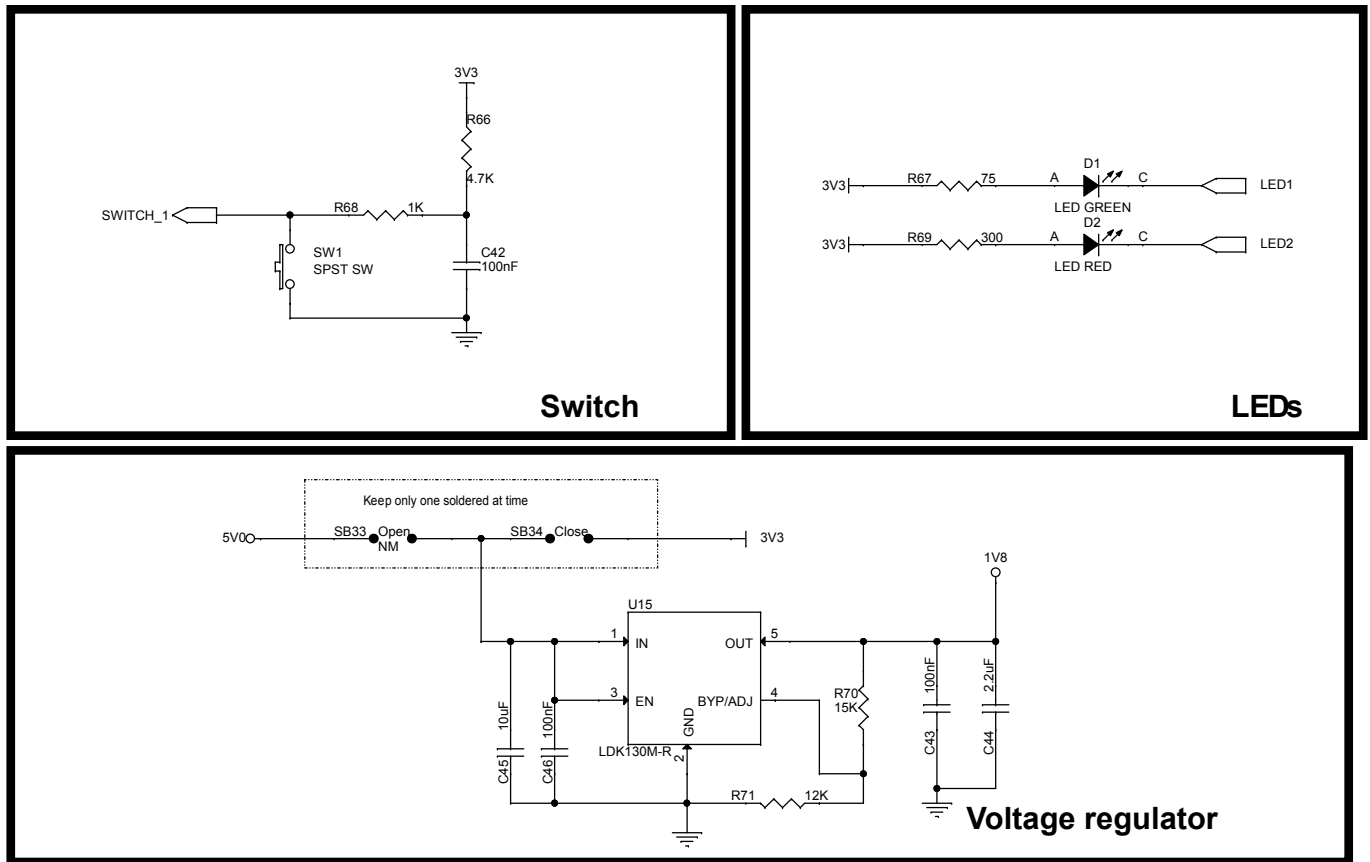 3V3
R66
4.7K
SWITCH_1
R68 1K
SW1
SPST SW
C42
100nF
Switch
D1
3V3 R67 75 A C LED1
LED GREEN
D2
3V3 R69 300 A C LED2
LED RED
LEDs
Keep only one soldered at time
5V0 SB33 Open SB34 Close 3V3
NM
1V8
U15
1 IN OUT 5
3 EN BYP/ADJ 4
GND
2
LDK130M-R
10uF
C45
100nF
C46
R70
15K
100nF
C43
2.2uF
C44
R71 12K
Voltage regulator